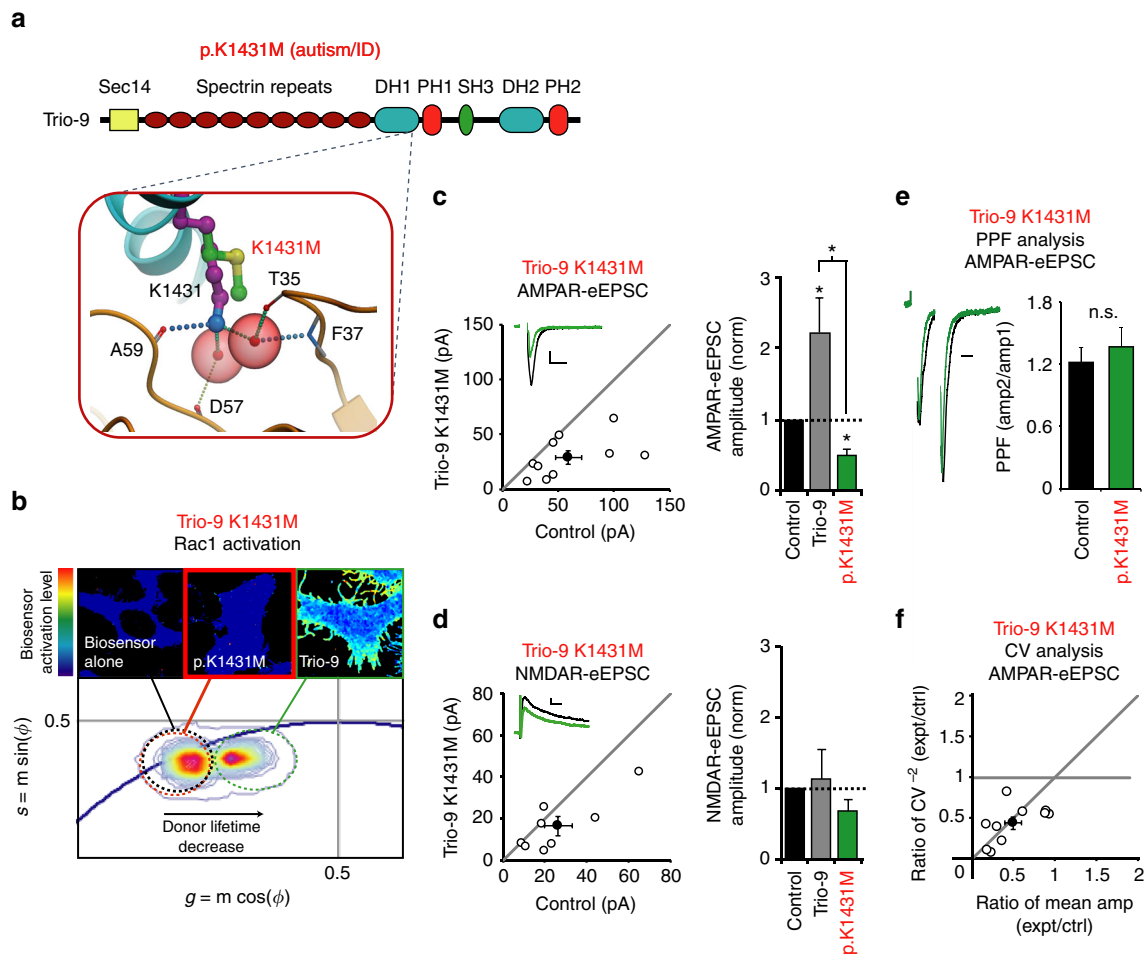 a
p.K1431M (autism/ID)
Sec14
Spectrin repeats
DH1
PH1
SH3
DH2
PH2
Trio-9
K1431M
K1431
T35
A59
F37
D57
b
Trio-9 K1431M
Rac1 activation
Biosensor
activation level
Biosensor
alone
p.K1431M
Trio-9
0.5
s = m sin(ϕ)
Donor lifetime
decrease
0.5
g = m cos(ϕ)
c
Trio-9 K1431M
AMPAR-eEPSC
Trio-9 K1431M (pA)
150
100
50
0
0
50
100
150
Control (pA)
AMPAR-eEPSC
amplitude (norm)
3
2
1
0
*
*
*
Control
Trio-9
p.K1431M
d
Trio-9 K1431M
NMDAR-eEPSC
Trio-9 K1431M (pA)
80
60
40
20
0
0
20
40
60
80
Control (pA)
NMDAR-eEPSC
amplitude (norm)
3
2
1
0
Control
Trio-9
p.K1431M
e
Trio-9 K1431M
PPF analysis
AMPAR-eEPSC
PPF (amp2/amp1)
1.8
1.2
0.6
0
n.s.
Control
p.K1431M
f
Trio-9 K1431M
CV analysis
AMPAR-eEPSC
Ratio of CV⁻² (expt/ctrl)
2
1.5
1
0.5
0
0
0.5
1
1.5
2
Ratio of mean amp
(expt/ctrl)